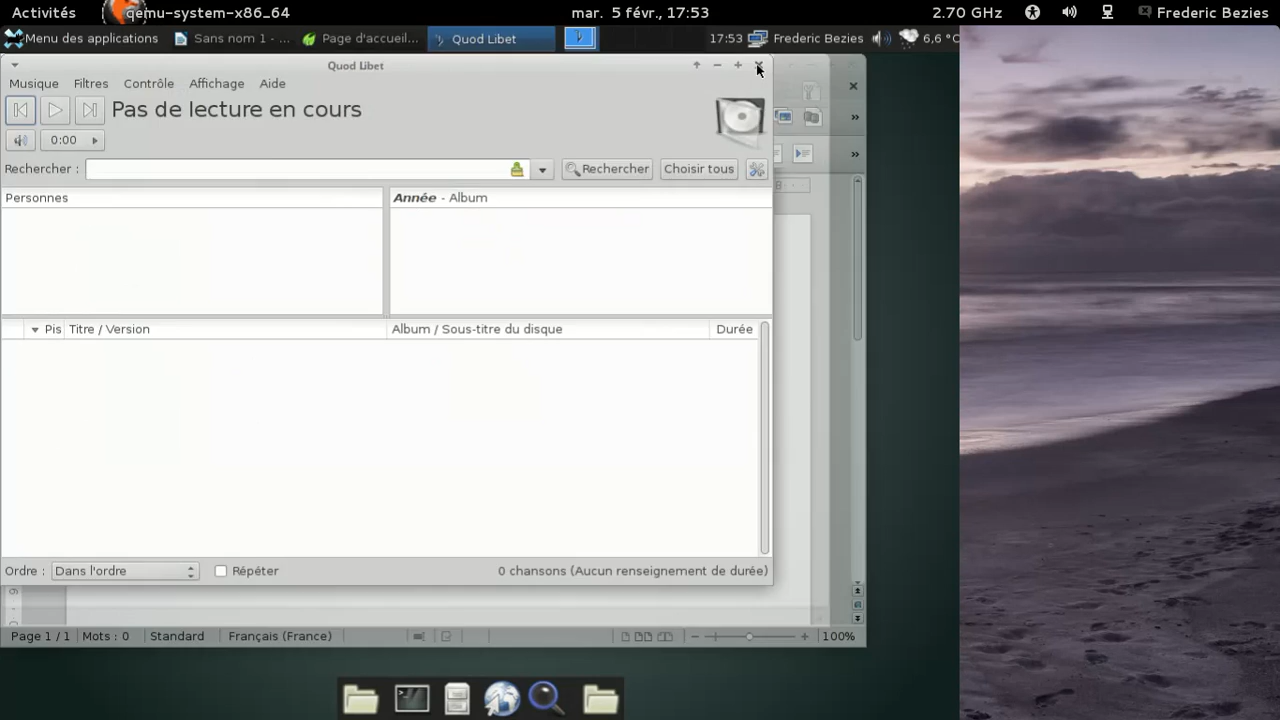 Activités qemu-system-x86_64 mar. 5 févr., 17:53 2.70 GHz Frederic Bezies
Menu des applications Sans nom 1 - ... Page d'accueil... Quod Libet 17:53 Frederic Bezies 6,6 °C
Quod Libet
Musique Filtres Contrôle Affichage Aide
Pas de lecture en cours
0:00
Rechercher : Rechercher Choisir tous
Personnes Année - Album
Pis Titre / Version Album / Sous-titre du disque Durée
Ordre : Dans l'ordre Répéter 0 chansons (Aucun renseignement de durée)
Page 1 / 1 Mots : 0 Standard Français (France) 100%